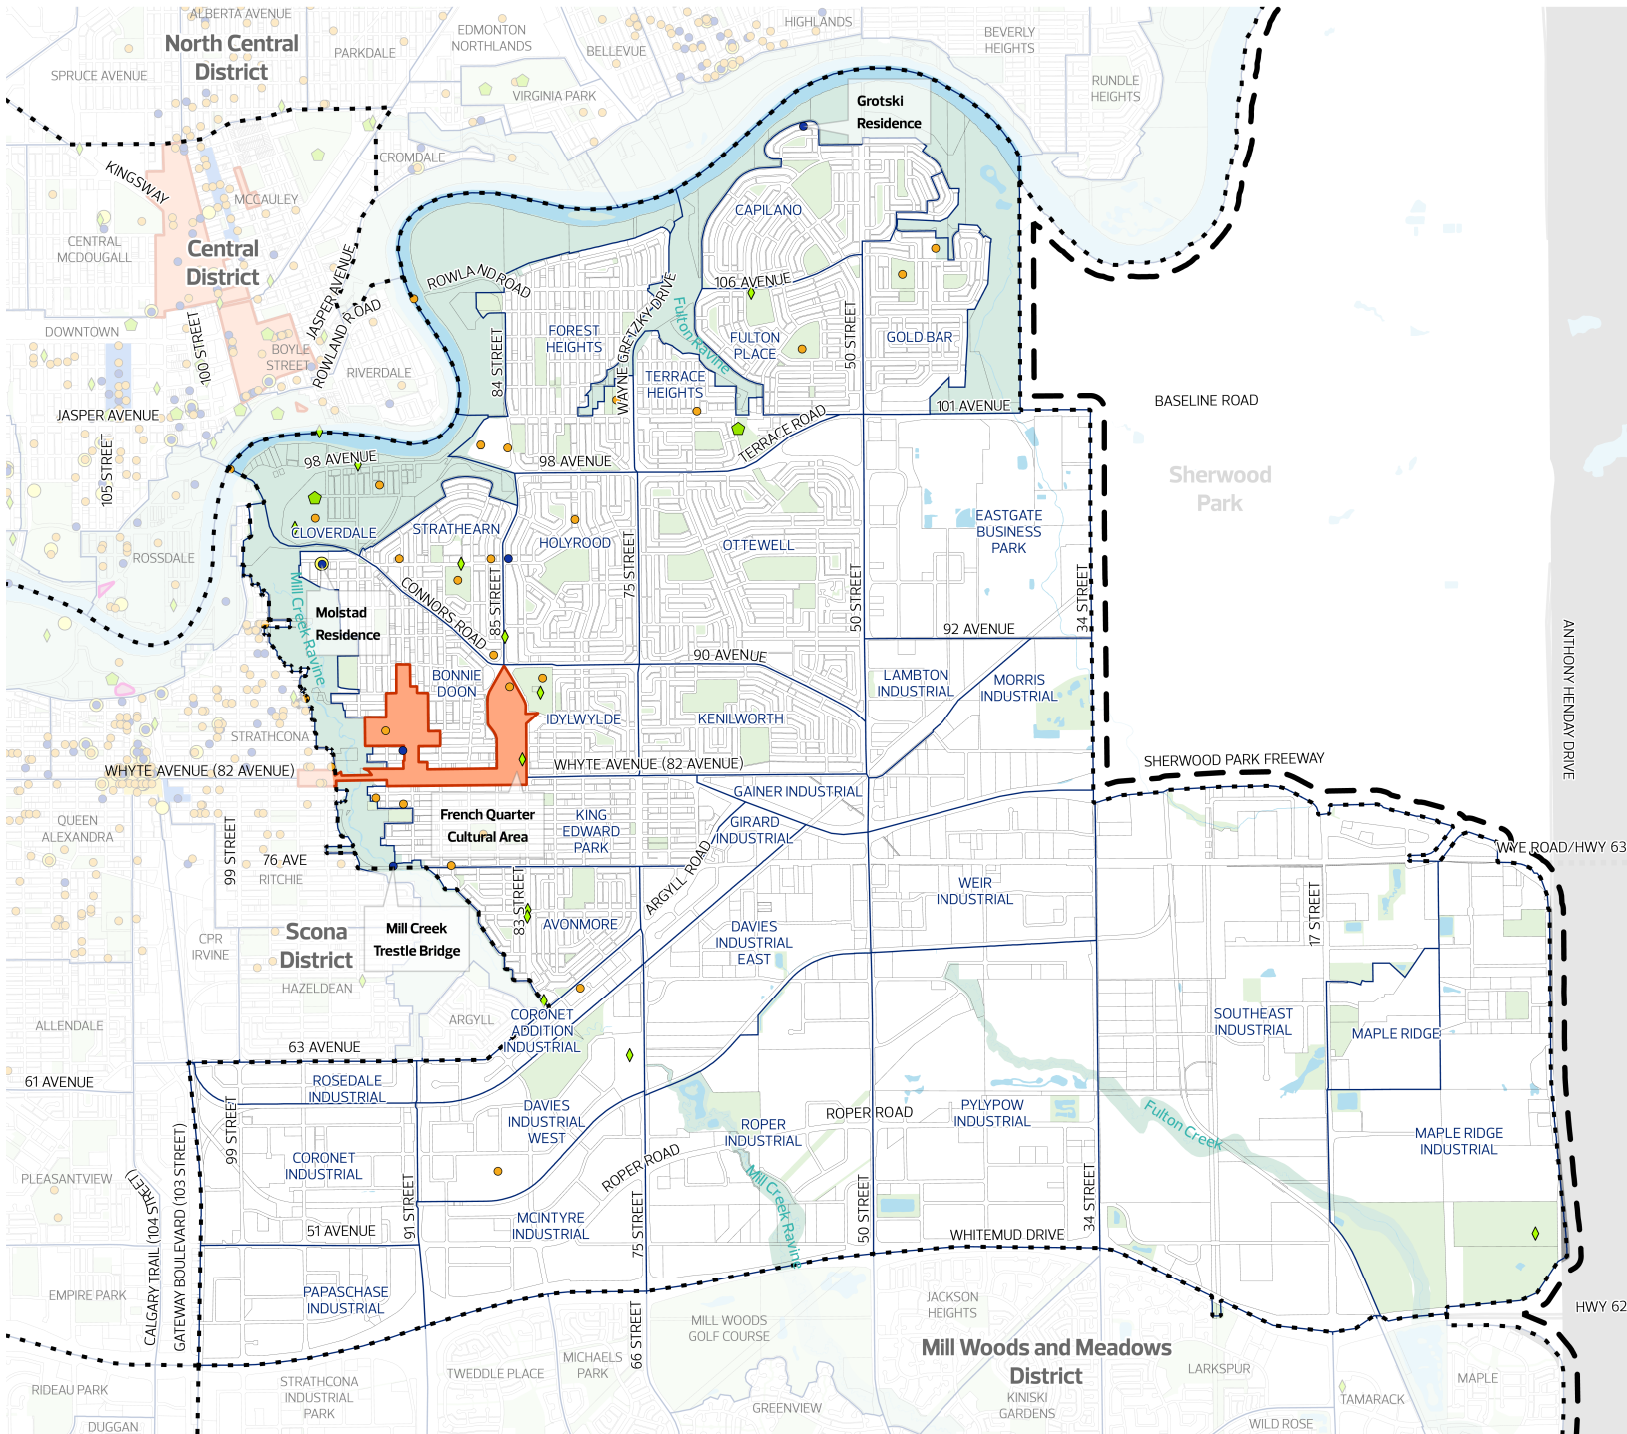 ALBERTA AVENUE
North Central
District
PARKDALE
EDMONTON
NORTHLANDS
BELLEVUE
HIGHLANDS
BEVERLY
HEIGHTS
SPRUCE AVENUE
VIRGINIA PARK
RUNDLE
HEIGHTS
Grotski
Residence
CROMDALE
KINGSWAY
MCCAULEY
CENTRAL
MCDOUGALL
Central
District
CAPILANO
JASPER AVENUE
ROWLAND ROAD
ROWLAND ROAD
106 AVENUE
WAYNE GRETZKY DRIVE
Fulton Ravine
DOWNTOWN
100 STREET
BOYLE
STREET
RIVERDALE
84 STREET
FOREST
HEIGHTS
FULTON
PLACE
50 STREET
GOLD BAR
TERRACE
HEIGHTS
JASPER AVENUE
101 AVENUE
BASELINE ROAD
TERRACE ROAD
105 STREET
98 AVENUE
98 AVENUE
Sherwood
Park
CLOVERDALE
STRATHEARN
HOLYROOD
OTTEWELL
EASTGATE
BUSINESS
PARK
ROSSDALE
75 STREET
85 STREET
50 STREET
34 STREET
Mill Creek Ravine
CONNORS ROAD
Molstad
Residence
92 AVENUE
90 AVENUE
ANTHONY HENDAY DRIVE
BONNIE
DOON
LAMBTON
INDUSTRIAL
MORRIS
INDUSTRIAL
IDYLWYLDE
KENILWORTH
STRATHCONA
WHYTE AVENUE (82 AVENUE)
WHYTE AVENUE (82 AVENUE)
SHERWOOD PARK FREEWAY
GAINER INDUSTRIAL
French Quarter
Cultural Area
KING
EDWARD
PARK
GIRARD
INDUSTRIAL
QUEEN
ALEXANDRA
99 STREET
76 AVE
RITCHIE
WYE ROAD/HWY 63
83 STREET
ARGYLL ROAD
WEIR
INDUSTRIAL
17 STREET
Scona
District
CPR
IRVINE
Mill Creek
Trestle Bridge
AVONMORE
DAVIES
INDUSTRIAL
EAST
HAZELDEAN
ALLENDALE
ARGYLL
CORONET
ADDITION
INDUSTRIAL
SOUTHEAST
INDUSTRIAL
MAPLE RIDGE
63 AVENUE
61 AVENUE
ROSEDALE
INDUSTRIAL
99 STREET
DAVIES
INDUSTRIAL
WEST
ROPER
INDUSTRIAL
ROPER ROAD
PYLYPOW
INDUSTRIAL
Fulton Creek
MAPLE RIDGE
INDUSTRIAL
PLEASANTVIEW
CORONET
INDUSTRIAL
ROPER ROAD
Mill Creek Ravine
CALGARY TRAIL (104 STREET)
GATEWAY BOULEVARD (103 STREET)
91 STREET
51 AVENUE
MCINTYRE
INDUSTRIAL
75 STREET
50 STREET
34 STREET
WHITEMUD DRIVE
EMPIRE PARK
PAPASCHASE
INDUSTRIAL
66 STREET
MILL WOODS
GOLF COURSE
JACKSON
HEIGHTS
HWY 62
Mill Woods and Meadows
District
RIDEAU PARK
STRATHCONA
INDUSTRIAL
PARK
TWEDDLE PLACE
MICHAELS
PARK
GREENVIEW
KINISKI
GARDENS
LARKSPUR
TAMARACK
MAPLE
DUGGAN
WILD ROSE